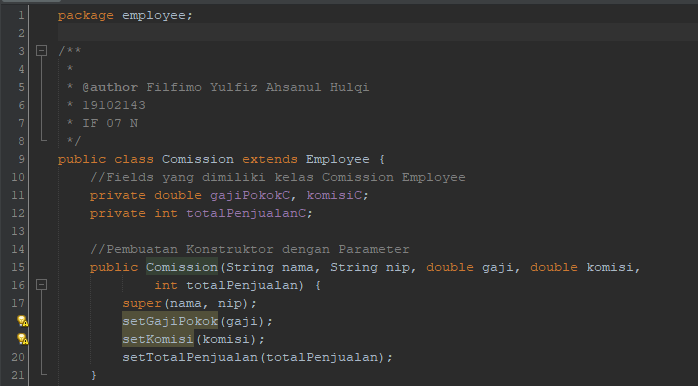 1 package employee;
2
3 /**
4 *
5 * @author Filfimo Yulfiz Ahsanul Hulqi
6 * 19102143
7 * IF 07 N
8 */
9 public class Comission extends Employee {
10 //Fields yang dimiliki kelas Comission Employee
11 private double gajiPokokC, komisiC;
12 private int totalPenjualanC;
13
14 //Pembuatan Konstruktor dengan Parameter
15 public Comission(String nama, String nip, double gaji, double komisi,
16 int totalPenjualan) {
17 super(nama, nip);
setGajiPokok(gaji);
setKomisi(komisi);
20 setTotalPenjualan(totalPenjualan);
21 }